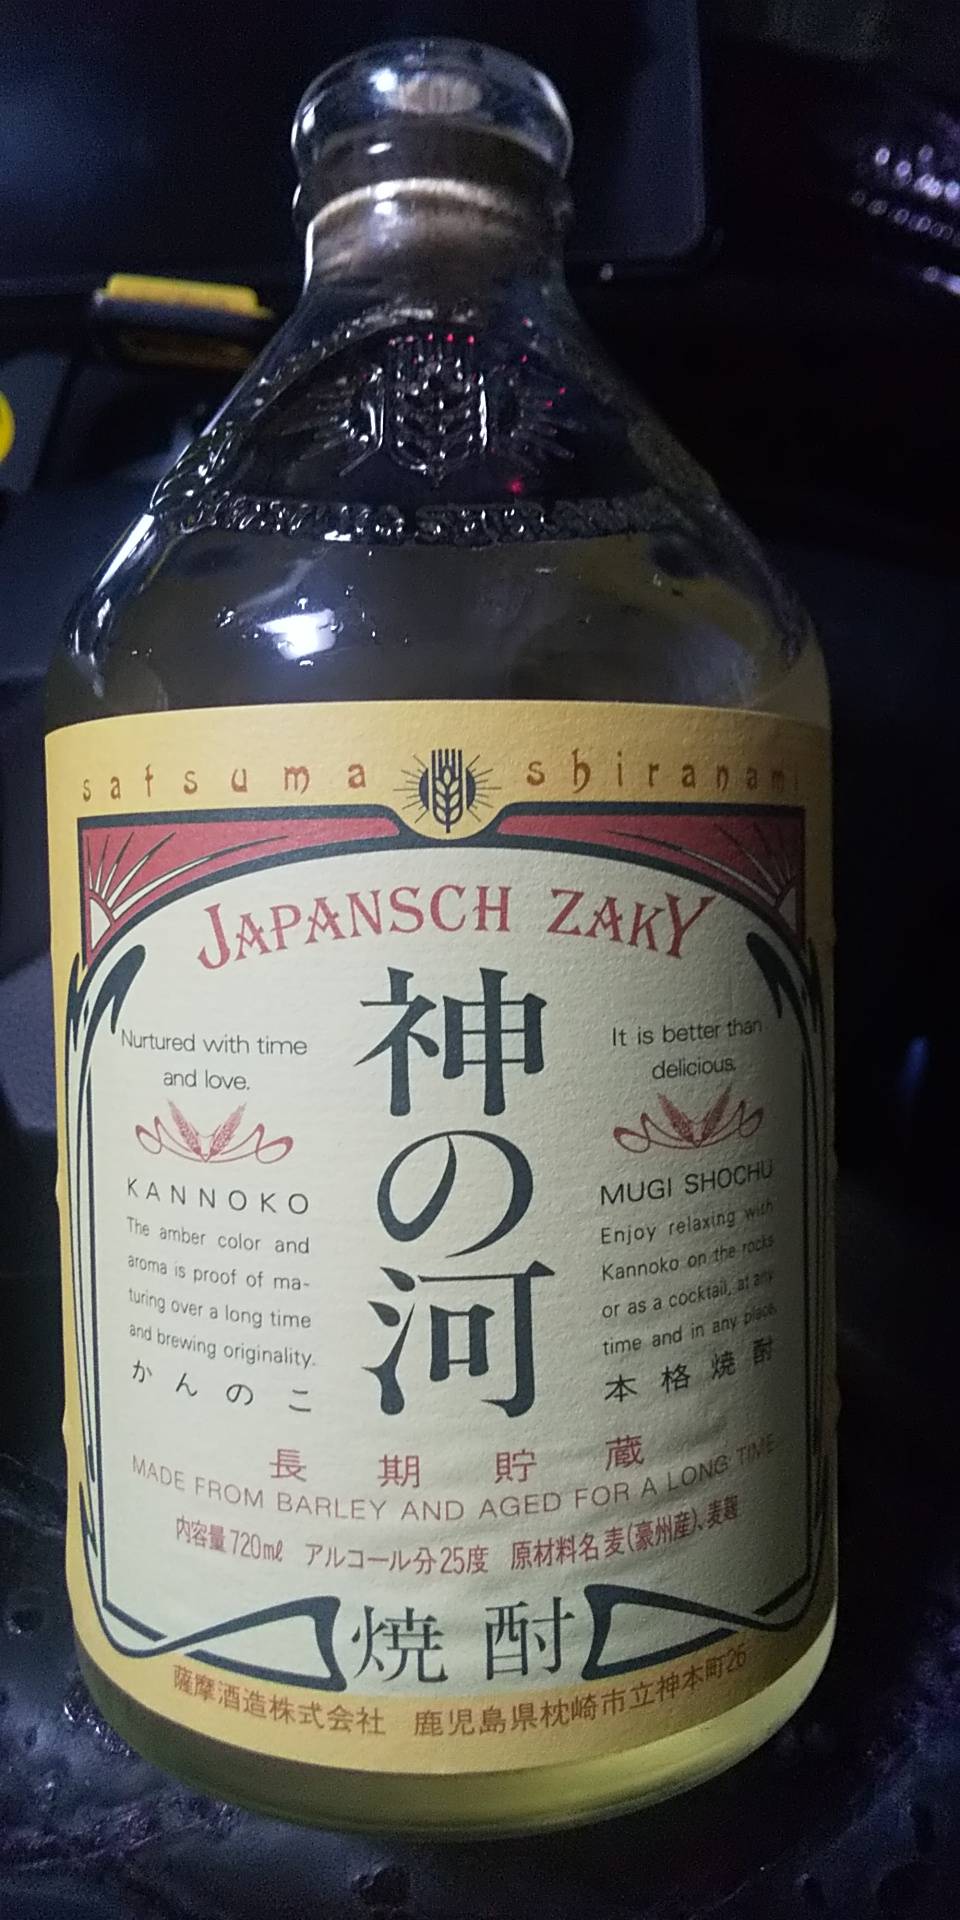 satsuma shiranami
JAPANSCH ZAKY
神の河
Nurtured with time
and love.
KANNOKO
The amber color and
aroma is proof of ma-
turing over a long time
and brewing originality.
かんのこ
It is better than
delicious.
MUGI SHOCHU
Enjoy relaxing with
Kannoko on the rocks
or as a cocktail, at any
time and in any place.
本格焼酎
長期貯蔵
MADE FROM BARLEY AND AGED FOR A LONG TIME
内容量720ml アルコール分25度 原材料名麦(豪州産)、麦麹
焼酎
薩摩酒造株式会社 鹿児島県枕崎市立神本町26